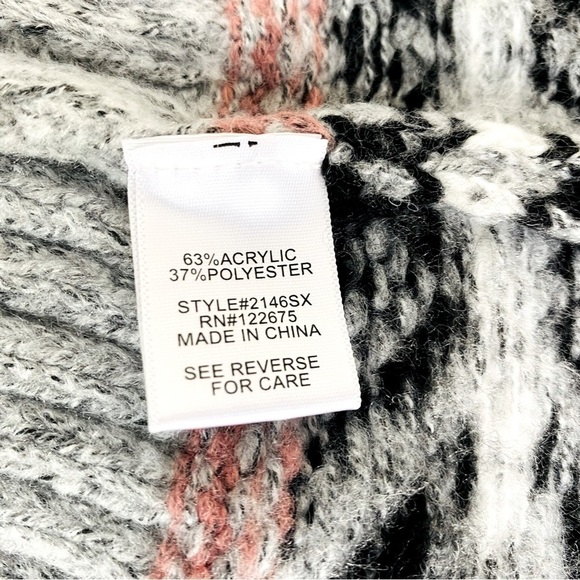 63%ACRYLIC
37%POLYESTER
STYLE#2146SX
RN#122675
MADE IN CHINA
SEE REVERSE
FOR CARE